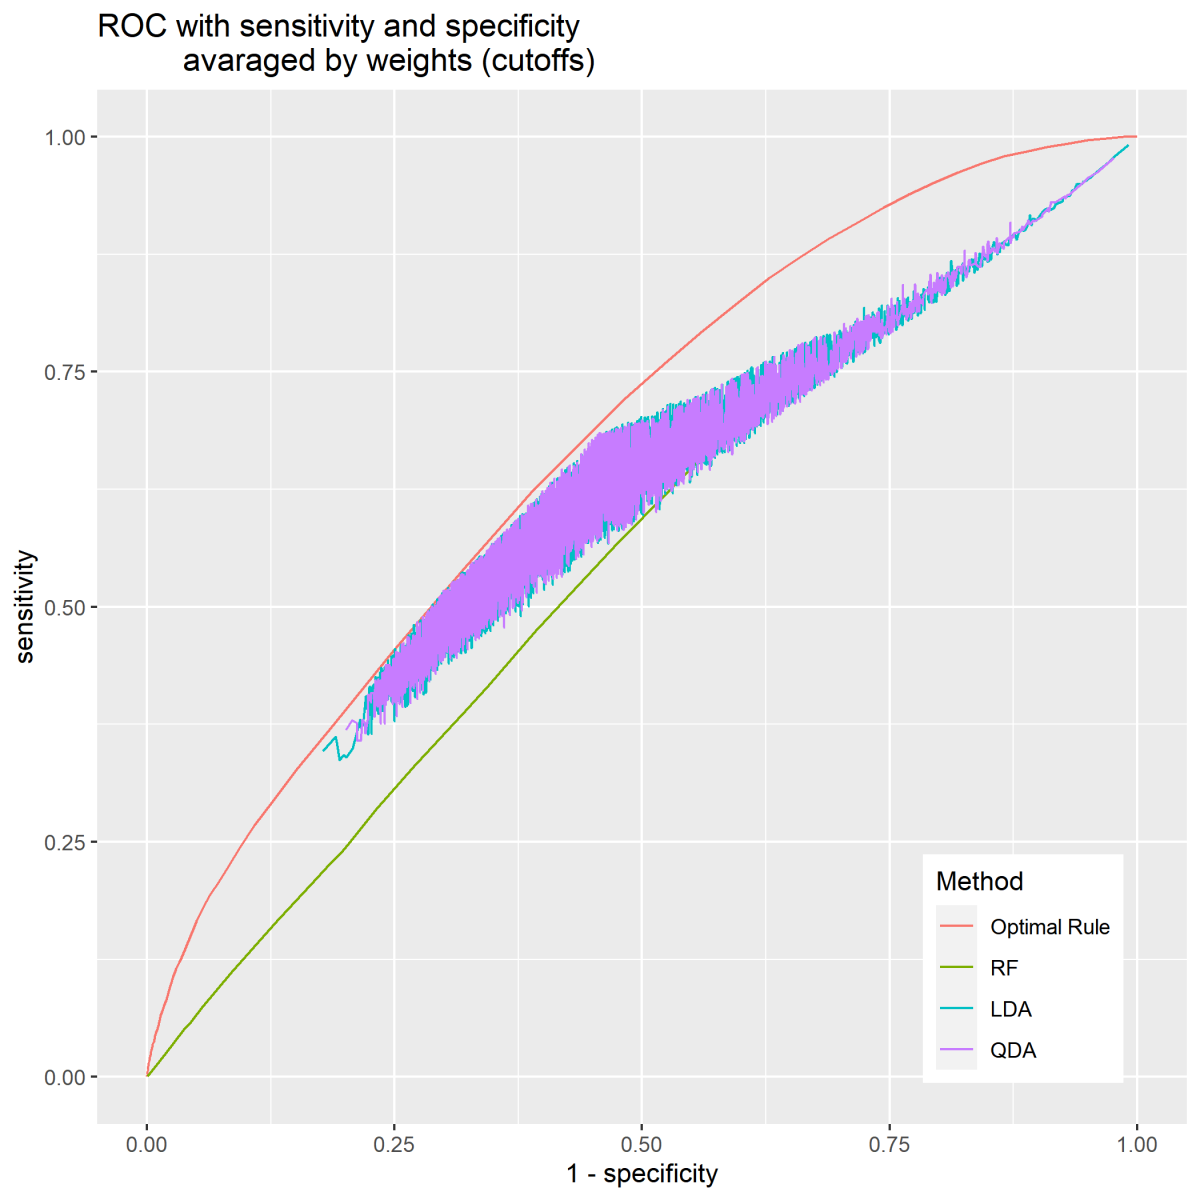 ROC with sensitivity and specificity
avaraged by weights (cutoffs)
1.00
0.75
0.50
0.25
0.00
sensitivity
0.00 0.25 0.50 0.75 1.00
1 - specificity
Method
Optimal Rule
RF
LDA
QDA